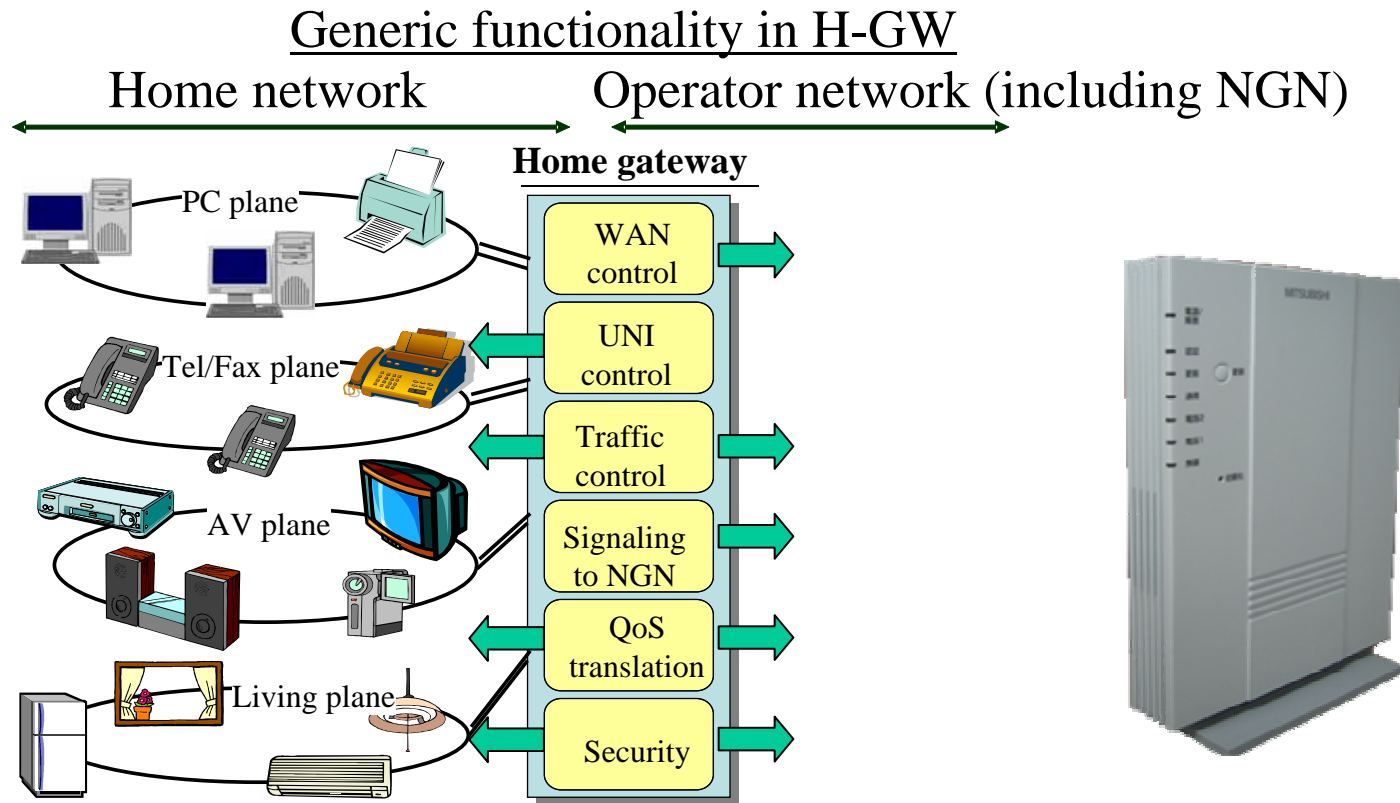 Generic functionality in H-GW
Home network
Operator network (including NGN)
Home gateway
PC plane
Tel/Fax plane
AV plane
Living plane
WAN
control
UNI
control
Traffic
control
Signaling
to NGN
QoS
translation
Security
MITSUBISHI